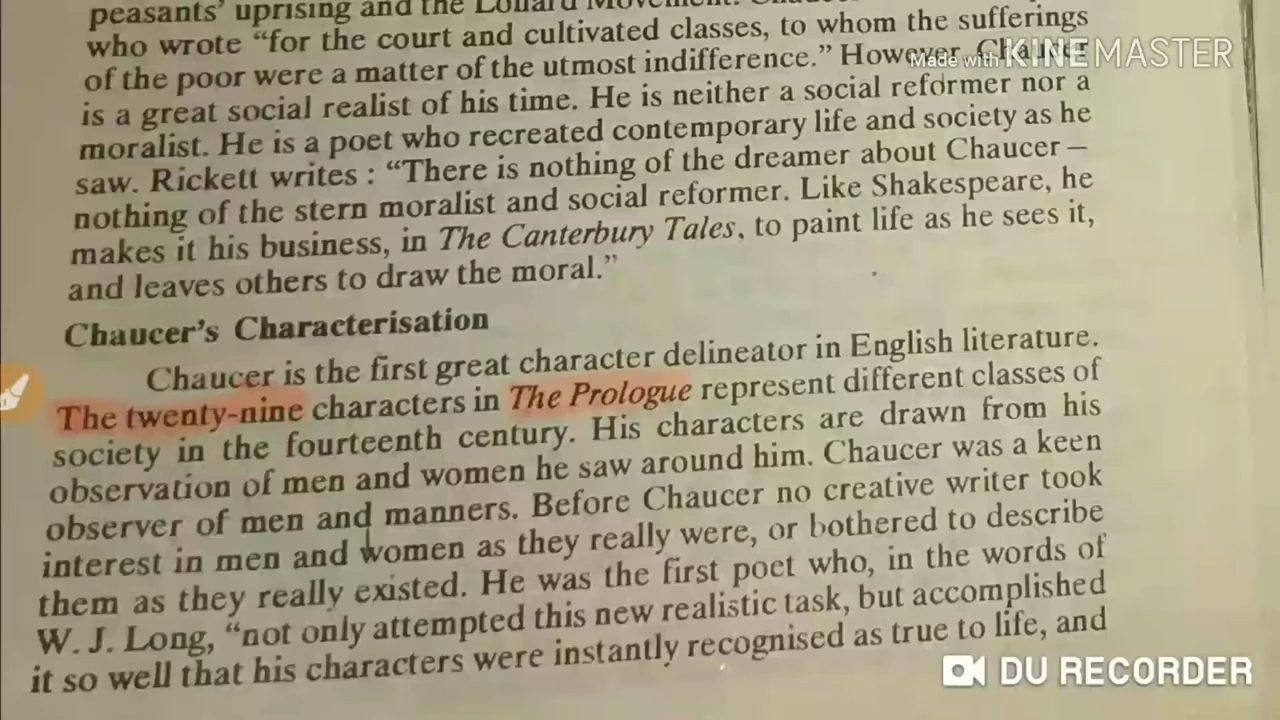 peasants' uprising and the Lollard Movement.
who wrote “for the court and cultivated classes, to whom the sufferings
of the poor were a matter of the utmost indifference.” However, Chaucer
Made with KINEMASTER
is a great social realist of his time. He is neither a social reformer nor a
moralist. He is a poet who recreated contemporary life and society as he
saw. Rickett writes : “There is nothing of the dreamer about Chaucer –
nothing of the stern moralist and social reformer. Like Shakespeare, he
makes it his business, in The Canterbury Tales, to paint life as he sees it,
and leaves others to draw the moral.”
Chaucer's Characterisation
Chaucer is the first great character delineator in English literature.
The twenty-nine characters in The Prologue represent different classes of
society in the fourteenth century. His characters are drawn from his
observation of men and women he saw around him. Chaucer was a keen
observer of men and manners. Before Chaucer no creative writer took
interest in men and women as they really were, or bothered to describe
them as they really existed. He was the first poet who, in the words of
W. J. Long, “not only attempted this new realistic task, but accomplished
it so well that his characters were instantly recognised as true to life, and
DU RECORDER